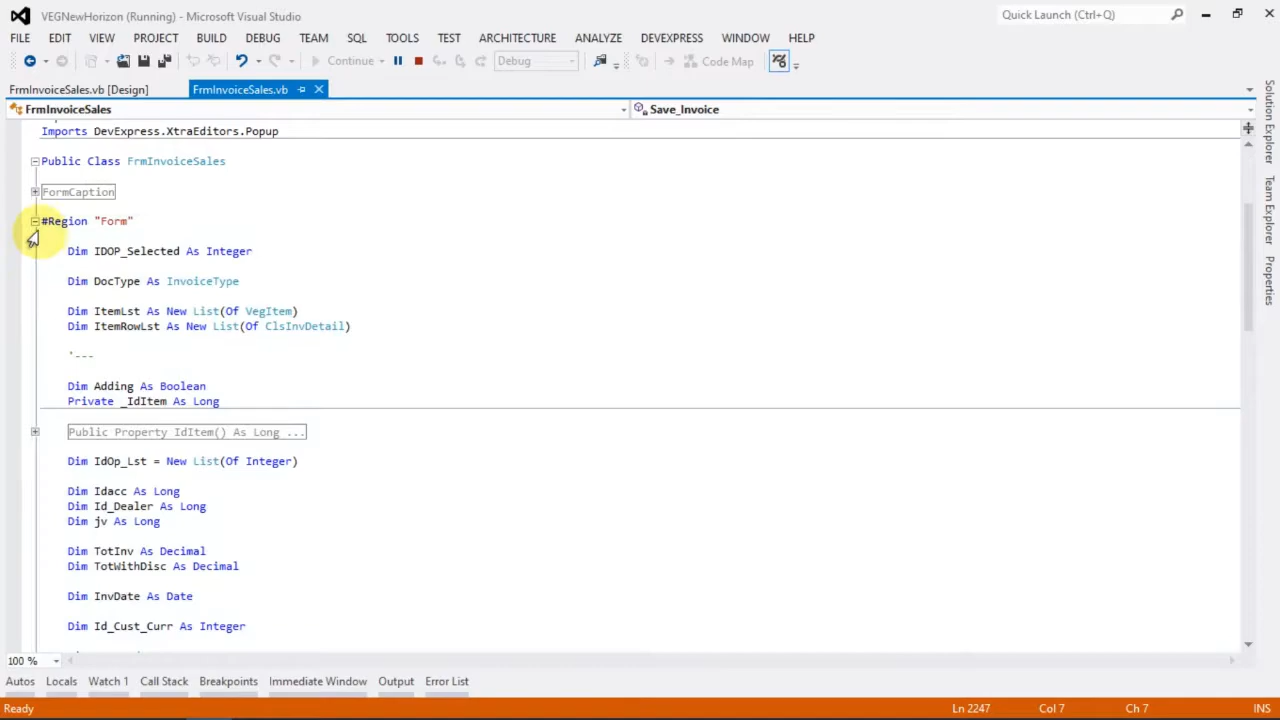 VEGNewHorizon (Running) - Microsoft Visual Studio
Quick Launch (Ctrl+Q)
FILE EDIT VIEW PROJECT BUILD DEBUG TEAM SQL TOOLS TEST ARCHITECTURE ANALYZE DEVEXPRESS WINDOW HELP
Continue Debug Code Map
FrmInvoiceSales.vb [Design] FrmInvoiceSales.vb
FrmInvoiceSales Save_Invoice
Imports DevExpress.XtraEditors.Popup
Public Class FrmInvoiceSales
FormCaption
#Region "Form"
Dim IDOP_Selected As Integer
Dim DocType As InvoiceType
Dim ItemLst As New List(Of VegItem)
Dim ItemRowLst As New List(Of ClsInvDetail)
'---
Dim Adding As Boolean
Private _IdItem As Long
Public Property IdItem() As Long ...
Dim IdOp_Lst = New List(Of Integer)
Dim Idacc As Long
Dim Id_Dealer As Long
Dim jv As Long
Dim TotInv As Decimal
Dim TotWithDisc As Decimal
Dim InvDate As Date
Dim Id_Cust_Curr As Integer
Solution Explorer
Team Explorer
Properties
100 %
Autos Locals Watch 1 Call Stack Breakpoints Immediate Window Output Error List
Ready Ln 2247 Col 7 Ch 7 INS